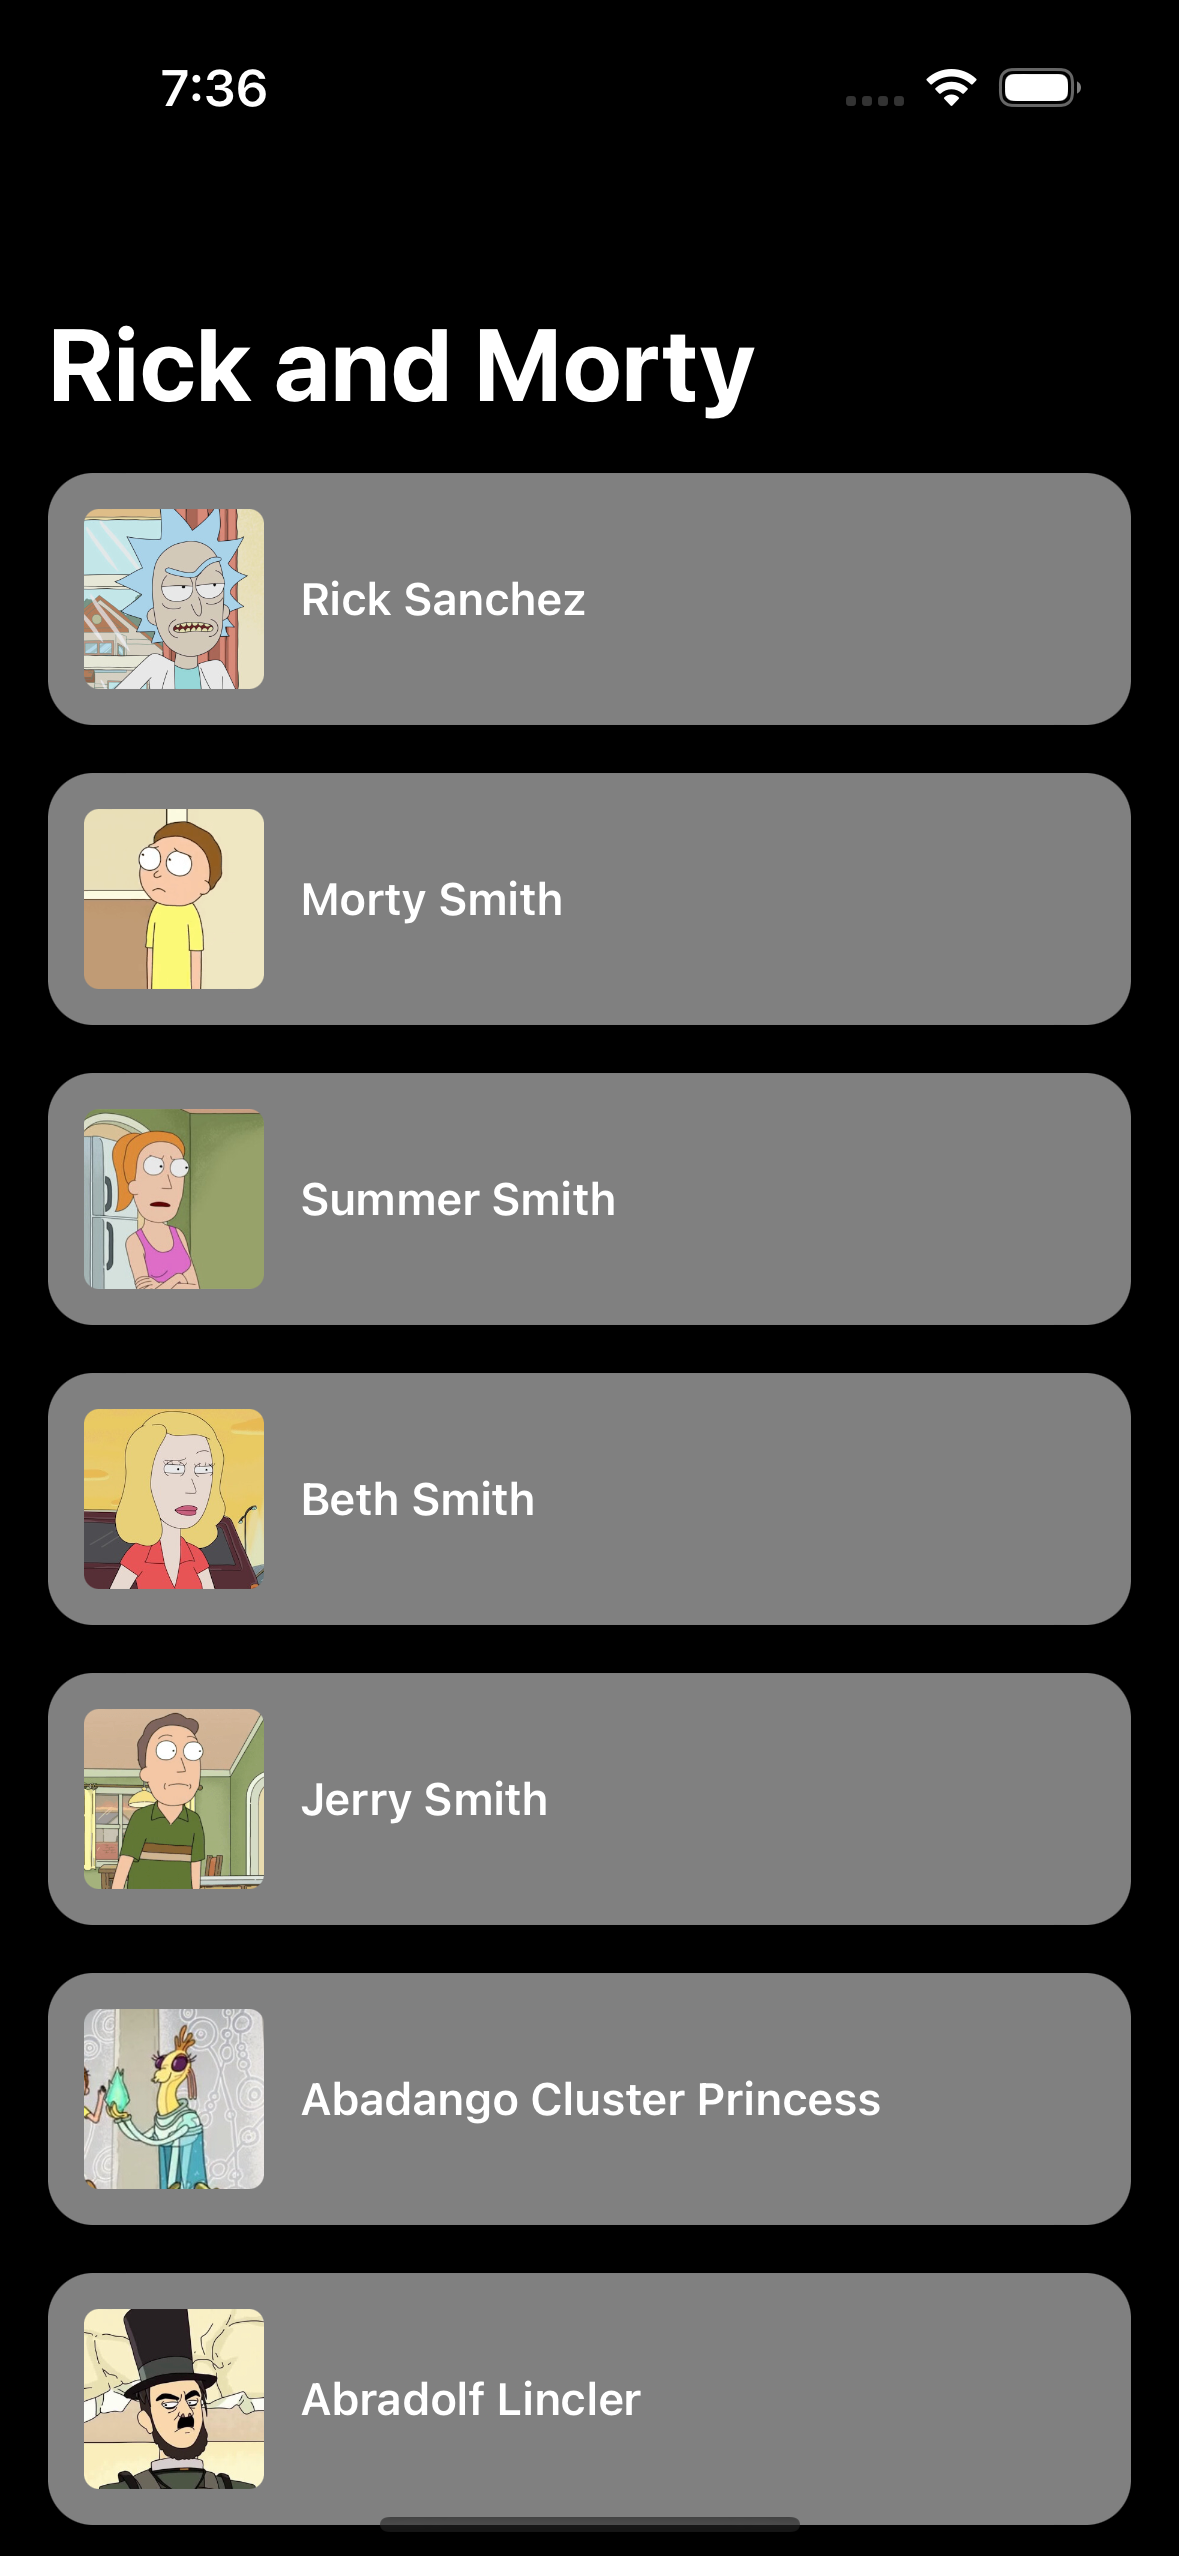 7:36
Rick and Morty
Rick Sanchez
Morty Smith
Summer Smith
Beth Smith
Jerry Smith
Abadango Cluster Princess
Abradolf Lincler